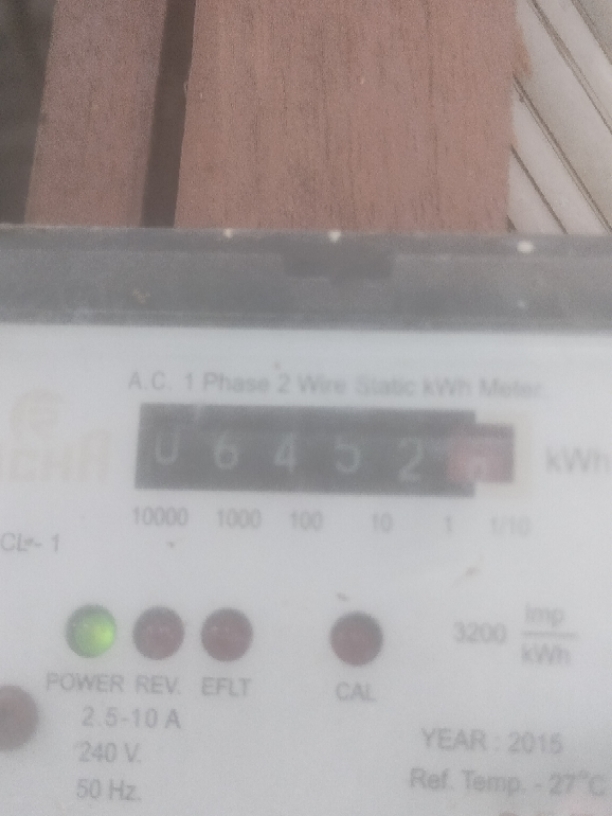 A.C. 1 Phase 2 Wire Static kWh Meter.
0 6 4 5 2
kWh
10000 1000 100 10 1 1/10
CL - 1
3200 imp
kWh
POWER REV. EFLT CAL
2.5-10 A
240 V.
50 Hz.
YEAR : 2015
Ref. Temp. - 27°C